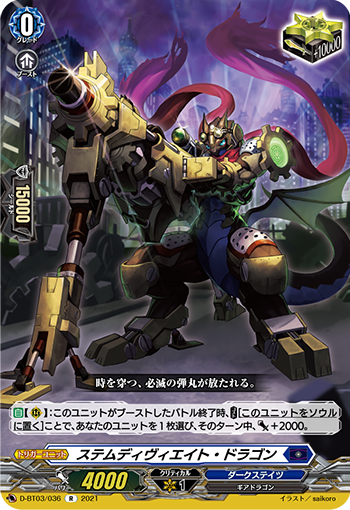 0
グレード
ブースト
+10000
15000
シールド
時を穿つ、必滅の弾丸が放たれる。
【】:このユニットがブーストしたバトル終了時、[このユニットをソウル
に置く]ことで、あなたのユニットを1枚選び、そのターン中、+2000。
トリガーユニット
ステムディヴィエイト・ドラゴン
パワー
4000
クリティカル
1
ダークステイツ
ギアドラゴン
D-BT03/036 R 2021
イラスト/saikoro